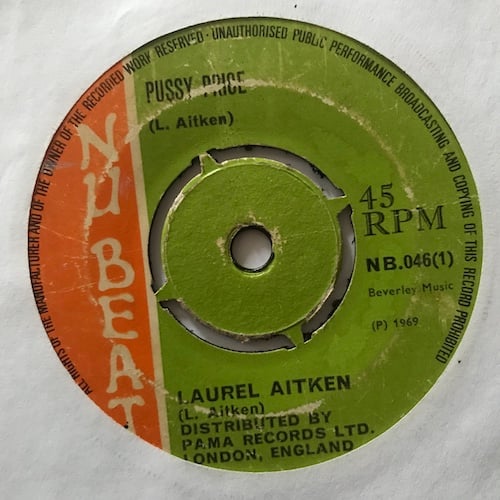 ALL RIGHTS OF THE MANUFACTURER AND OF THE OWNER OF THE RECORDED WORK RESERVED · UNAUTHORISED PUBLIC PERFORMANCE BROADCASTING AND COPYING OF THIS RECORD PROHIBITED
NU BEAT
PUSSY PRICE
(L. Aitken)
45
RPM
NB.046(1)
Beverley Music
(P) 1969
LAUREL AITKEN
(L. Aitken)
DISTRIBUTED BY
PAMA RECORDS LTD.
LONDON, ENGLAND